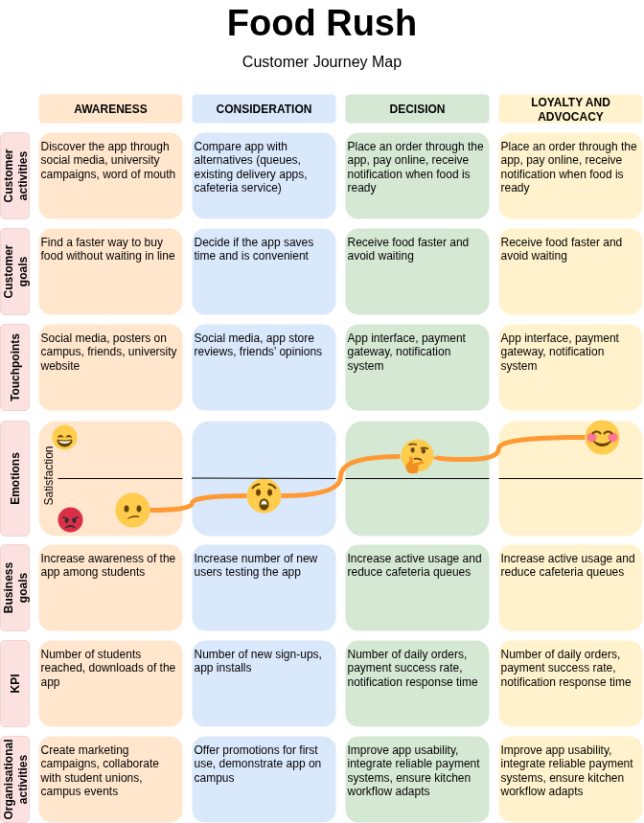 Food Rush
Customer Journey Map
AWARENESS
CONSIDERATION
DECISION
LOYALTY AND
ADVOCACY
Customer
activities
Discover the app through
social media, university
campaigns, word of mouth
Compare app with
alternatives (queues,
existing delivery apps,
cafeteria service)
Place an order through the
app, pay online, receive
notification when food is
ready
Place an order through the
app, pay online, receive
notification when food is
ready
Customer
goals
Find a faster way to buy
food without waiting in line
Decide if the app saves
time and is convenient
Receive food faster and
avoid waiting
Receive food faster and
avoid waiting
Touchpoints
Social media, posters on
campus, friends, university
website
Social media, app store
reviews, friends' opinions
App interface, payment
gateway, notification
system
App interface, payment
gateway, notification
system
Emotions
Satisfaction
Business
goals
Increase awareness of the
app among students
Increase number of new
users testing the app
Increase active usage and
reduce cafeteria queues
Increase active usage and
reduce cafeteria queues
KPI
Number of students
reached, downloads of the
app
Number of new sign-ups,
app installs
Number of daily orders,
payment success rate,
notification response time
Number of daily orders,
payment success rate,
notification response time
Organisational
activities
Create marketing
campaigns, collaborate
with student unions,
campus events
Offer promotions for first
use, demonstrate app on
campus
Improve app usability,
integrate reliable payment
systems, ensure kitchen
workflow adapts
Improve app usability,
integrate reliable payment
systems, ensure kitchen
workflow adapts